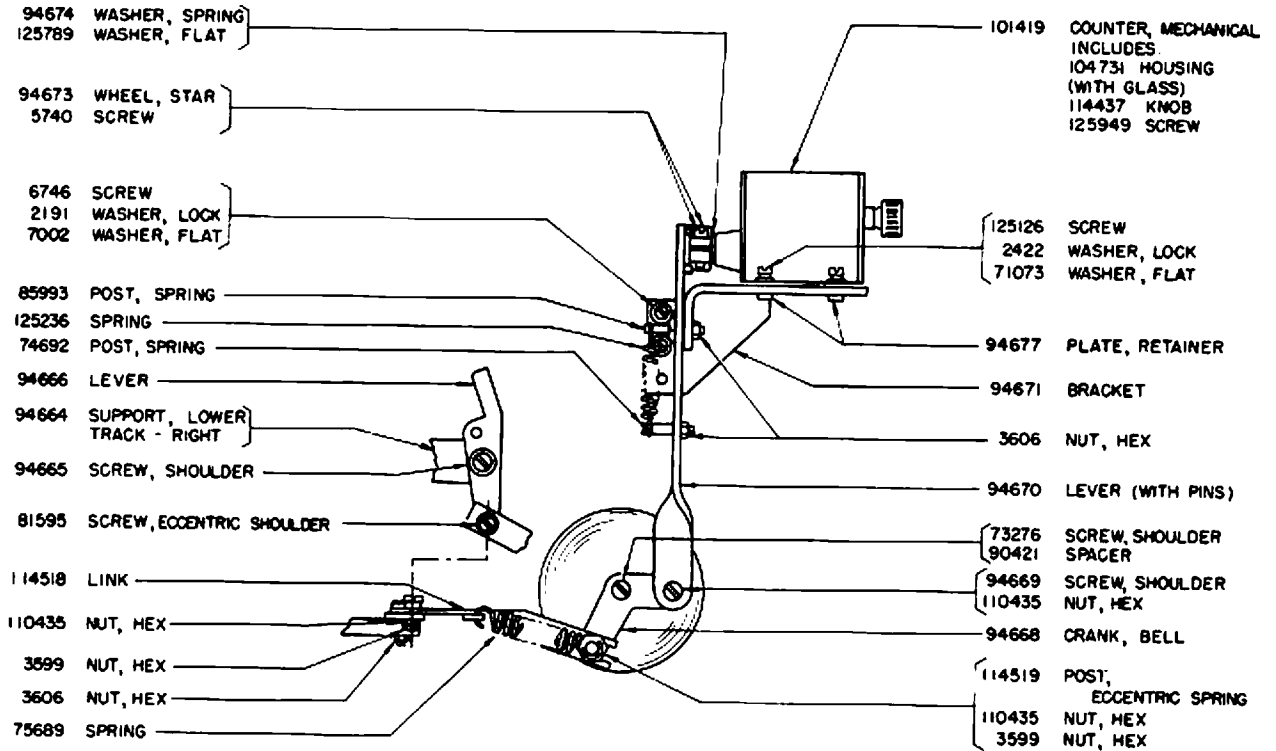 94674 WASHER, SPRING
125789 WASHER, FLAT
94673 WHEEL, STAR
5740 SCREW
6746 SCREW
2191 WASHER, LOCK
7002 WASHER, FLAT
85993 POST, SPRING
125236 SPRING
74692 POST, SPRING
94666 LEVER
94664 SUPPORT, LOWER
TRACK - RIGHT
94665 SCREW, SHOULDER
81595 SCREW, ECCENTRIC SHOULDER
114518 LINK
110435 NUT, HEX
3599 NUT, HEX
3606 NUT, HEX
75689 SPRING
101419 COUNTER, MECHANICAL
INCLUDES
104731 HOUSING
(WITH GLASS)
114437 KNOB
125949 SCREW
125126 SCREW
2422 WASHER, LOCK
71073 WASHER, FLAT
94677 PLATE, RETAINER
94671 BRACKET
3606 NUT, HEX
94670 LEVER (WITH PINS)
73276 SCREW, SHOULDER
90421 SPACER
94669 SCREW, SHOULDER
110435 NUT, HEX
94668 CRANK, BELL
114519 POST,
ECCENTRIC SPRING
110435 NUT, HEX
3599 NUT, HEX